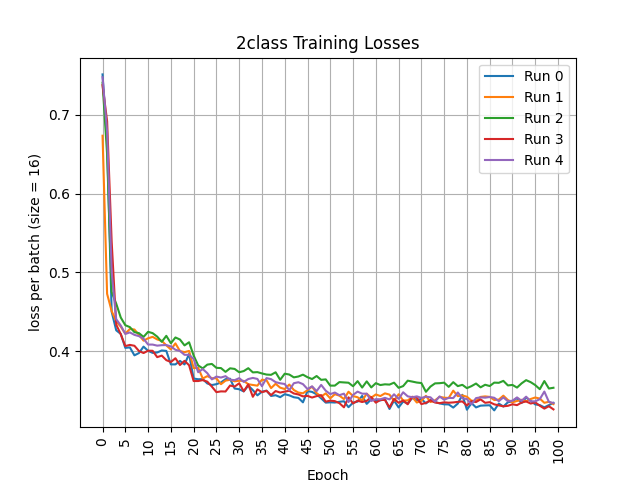 2class Training Losses
loss per batch (size = 16)
0.7
0.6
0.5
0.4
Run 0
Run 1
Run 2
Run 3
Run 4
0 5 10 15 20 25 30 35 40 45 50 55 60 65 70 75 80 85 90 95 100
Epoch